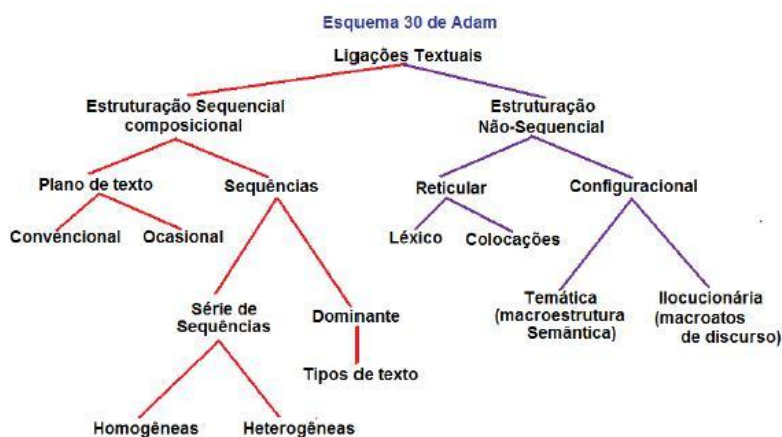 Esquema 30 de Adam
Ligações Textuais
Estruturação Sequencial
composicional
Estruturação
Não-Sequencial
Plano de texto
Sequências
Reticular
Configuracional
Convencional
Ocasional
Léxico
Colocações
Série de
Sequências
Dominante
Temática
(macroestrutura
Semântica)
Ilocucionária
(macroatos
de discurso)
Tipos de texto
Homogêneas
Heterogêneas